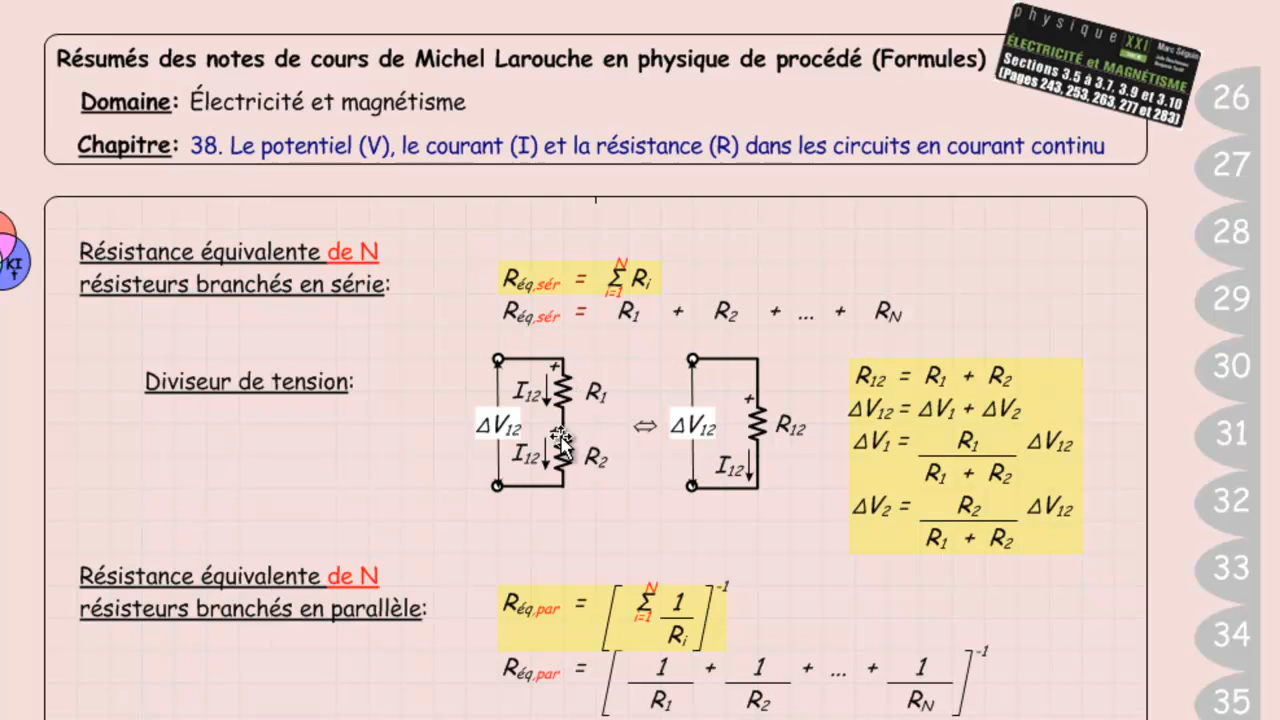 physique XXI
Marc Séguin
ÉLECTRICITÉ et MAGNÉTISME
Sections 3.5 à 3.7, 3.9 et 3.10
(Pages 243, 253, 263, 277 et 283)
Résumés des notes de cours de Michel Larouche en physique de procédé (Formules)
Domaine: Électricité et magnétisme
Chapitre: 38. Le potentiel (V), le courant (I) et la résistance (R) dans les circuits en courant continu
26
27
28
29
30
31
32
33
34
35
KI
Résistance équivalente de N
résisteurs branchés en série:
Réq,sér = Σ(i=1 à N) Ri
Réq,sér = R1 + R2 + ... + RN
Diviseur de tension:
ΔV12 + I12 R1
I12 R2
⇔
ΔV12 + R12
I12
R12 = R1 + R2
ΔV12 = ΔV1 + ΔV2
ΔV1 = R1 / (R1 + R2) ΔV12
ΔV2 = R2 / (R1 + R2) ΔV12
Résistance équivalente de N
résisteurs branchés en parallèle:
Réq,par = [ Σ(i=1 à N) 1/Ri ]-1
Réq,par = [ 1/R1 + 1/R2 + ... + 1/RN ]-1